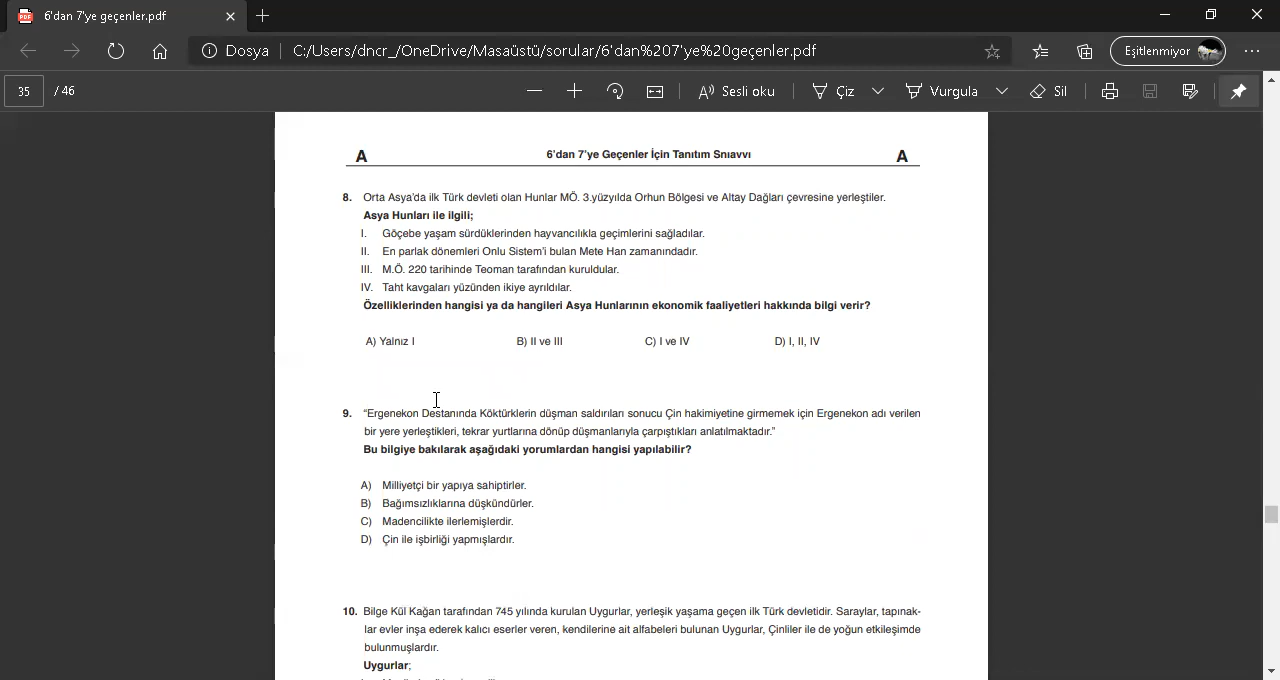 6'dan 7'ye geçenler.pdf
Dosya | C:/Users/dncr_/OneDrive/Masaüstü/sorular/6'dan%207'ye%20geçenler.pdf
Eşitlenmiyor
35 / 46
Sesli oku
Çiz
Vurgula
Sil
A 6'dan 7'ye Geçenler İçin Tanıtım Snıavvı A
8. Orta Asya'da ilk Türk devleti olan Hunlar MÖ. 3.yüzyılda Orhun Bölgesi ve Altay Dağları çevresine yerleştiler.
Asya Hunları ile ilgili;
I. Göçebe yaşam sürdüklerinden hayvancılıkla geçimlerini sağladılar.
II. En parlak dönemleri Onlu Sistem'i bulan Mete Han zamanındadır.
III. M.Ö. 220 tarihinde Teoman tarafından kuruldular.
IV. Taht kavgaları yüzünden ikiye ayrıldılar.
Özelliklerinden hangisi ya da hangileri Asya Hunlarının ekonomik faaliyetleri hakkında bilgi verir?
A) Yalnız I B) II ve III C) I ve IV D) I, II, IV
9. "Ergenekon Destanında Köktürklerin düşman saldırıları sonucu Çin hakimiyetine girmemek için Ergenekon adı verilen
bir yere yerleştikleri, tekrar yurtlarına dönüp düşmanlarıyla çarpıştıkları anlatılmaktadır."
Bu bilgiye bakılarak aşağıdaki yorumlardan hangisi yapılabilir?
A) Milliyetçi bir yapıya sahiptirler.
B) Bağımsızlıklarına düşkündürler.
C) Madencilikte ilerlemişlerdir.
D) Çin ile işbirliği yapmışlardır.
10. Bilge Kül Kağan tarafından 745 yılında kurulan Uygurlar, yerleşik yaşama geçen ilk Türk devletidir. Saraylar, tapınak-
lar evler inşa ederek kalıcı eserler veren, kendilerine ait alfabeleri bulunan Uygurlar, Çinliler ile de yoğun etkileşimde
bulunmuşlardır.
Uygurlar;